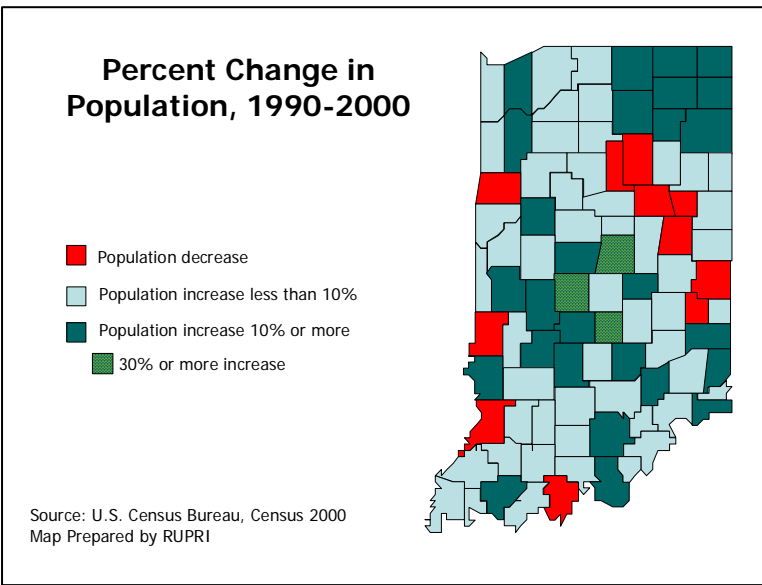 Percent Change in
Population, 1990-2000
Population decrease
Population increase less than 10%
Population increase 10% or more
30% or more increase
Source: U.S. Census Bureau, Census 2000
Map Prepared by RUPRI